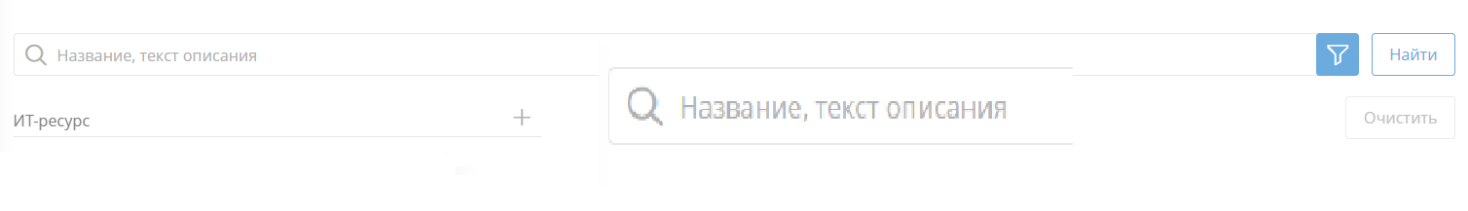 Название, текст описания
Найти
Название, текст описания
ИТ-ресурс
Очистить